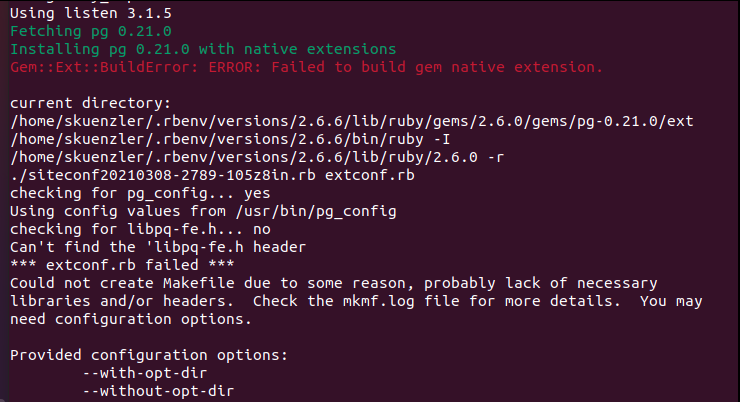 Using listen 3.1.5
Fetching pg 0.21.0
Installing pg 0.21.0 with native extensions
Gem::Ext::BuildError: ERROR: Failed to build gem native extension.
current directory:
/home/skuenzler/.rbenv/versions/2.6.6/lib/ruby/gems/2.6.0/gems/pg-0.21.0/ext
/home/skuenzler/.rbenv/versions/2.6.6/bin/ruby -I
/home/skuenzler/.rbenv/versions/2.6.6/lib/ruby/2.6.0 -r
./siteconf20210308-2789-105z8in.rb extconf.rb
checking for pg_config... yes
Using config values from /usr/bin/pg_config
checking for libpq-fe.h... no
Can't find the 'libpq-fe.h header
*** extconf.rb failed ***
Could not create Makefile due to some reason, probably lack of necessary
libraries and/or headers.  Check the mkmf.log file for more details.  You may
need configuration options.
Provided configuration options:
        --with-opt-dir
        --without-opt-dir